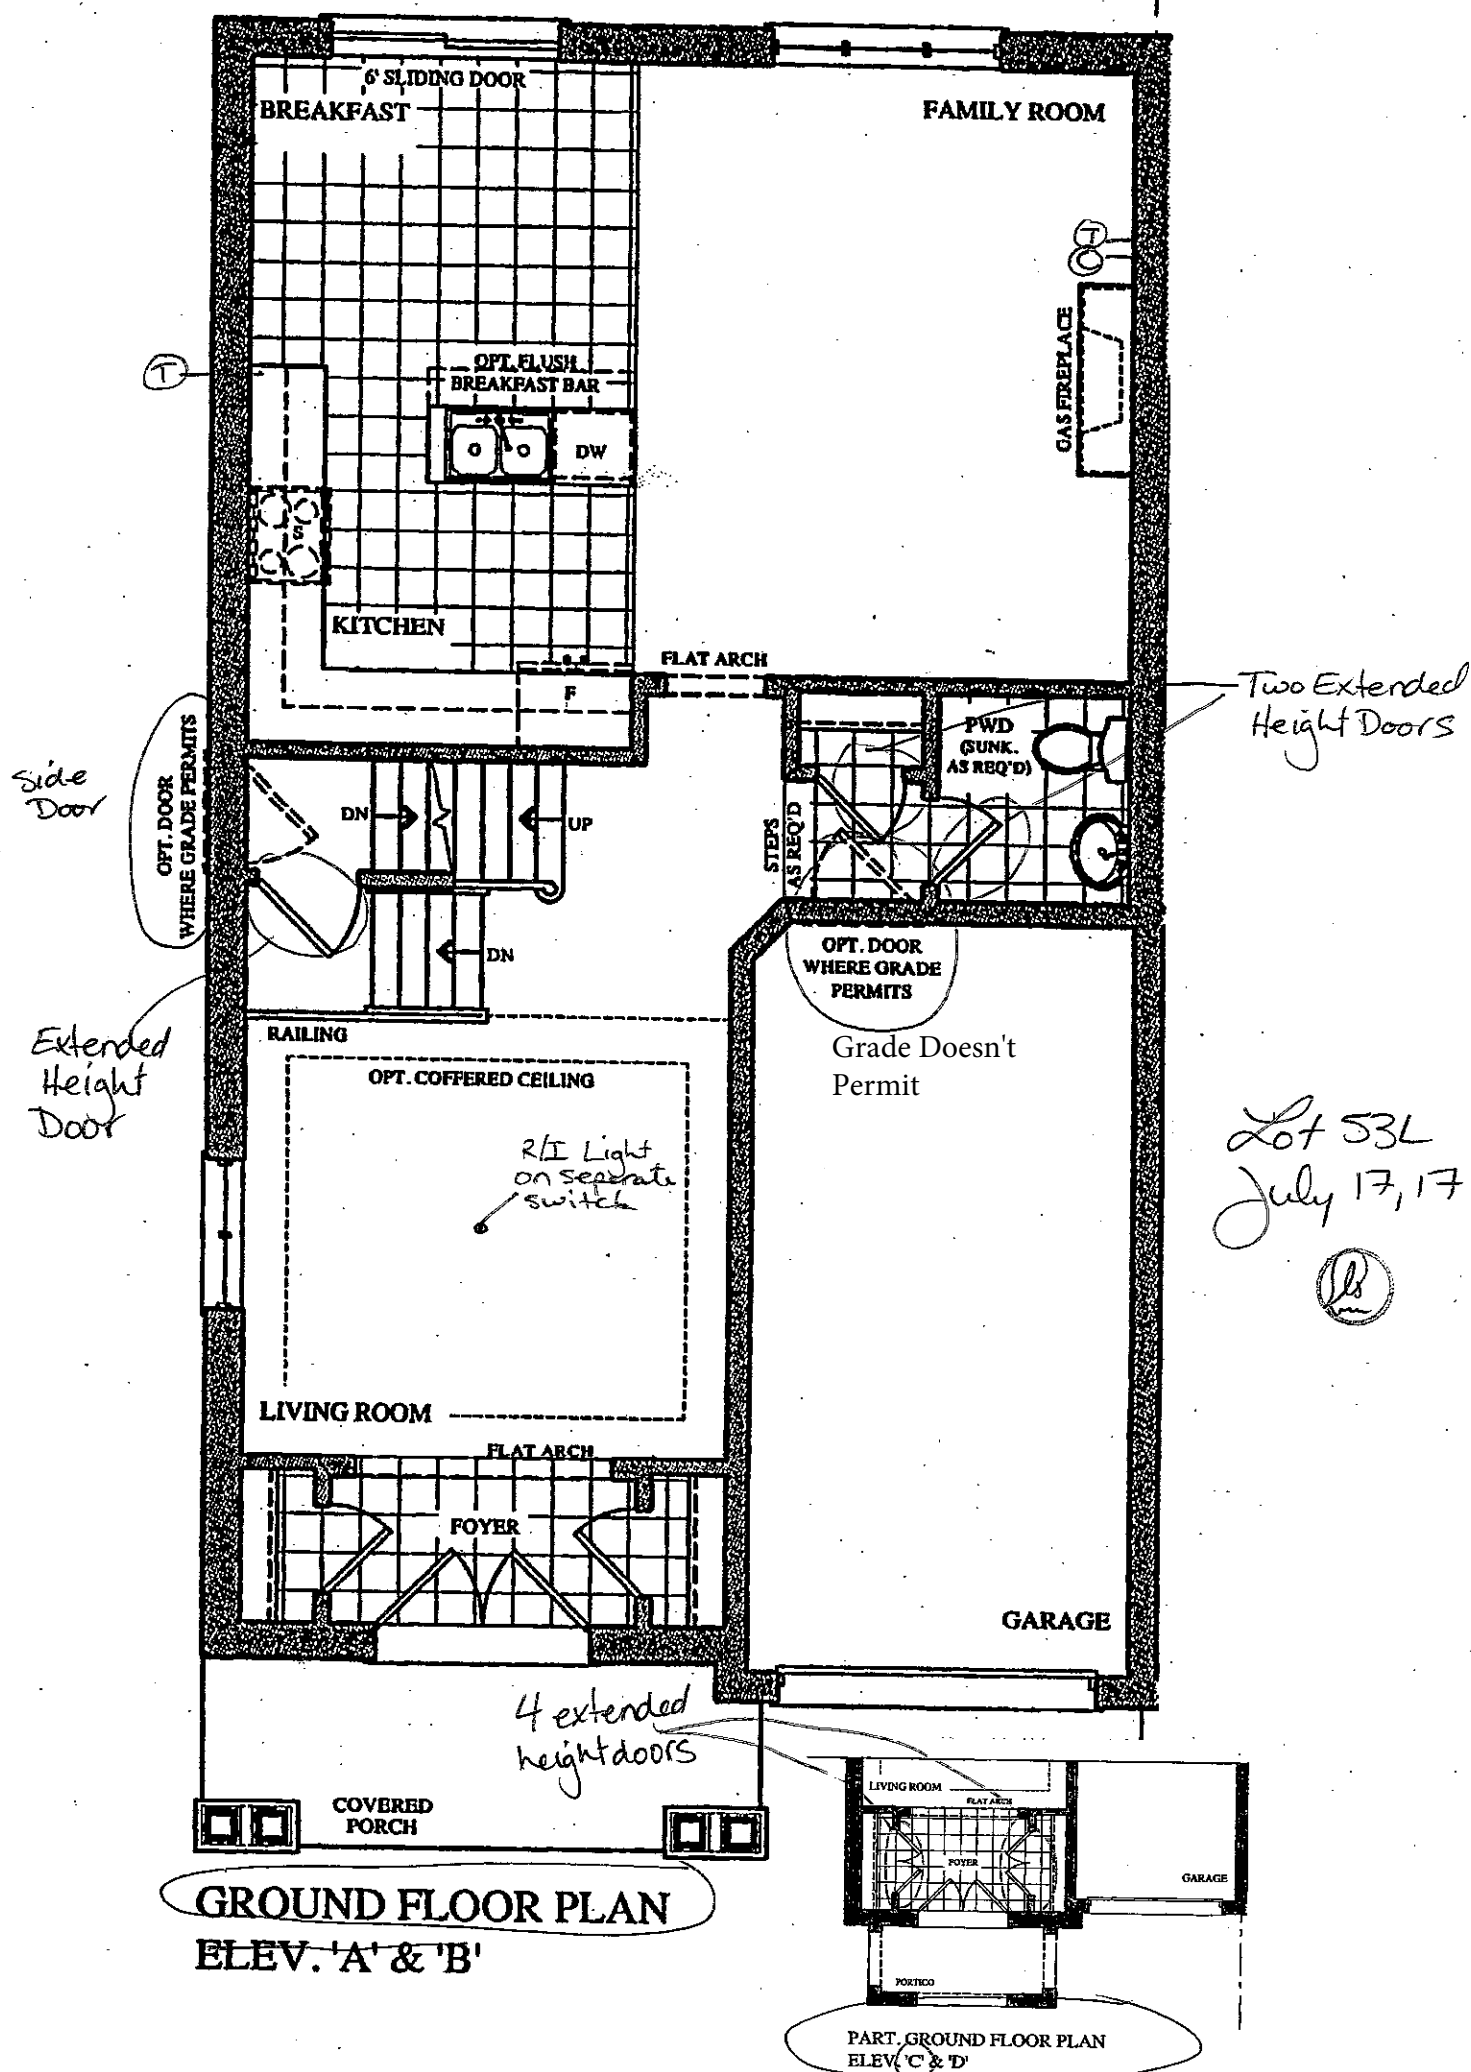 6' SLIDING DOOR
BREAKFAST
FAMILY ROOM
T
C
GAS FIREPLACE
T
OPT. FLUSH
BREAKFAST BAR
DW
S
KITCHEN
F
FLAT ARCH
Two Extended
Height Doors
PWD
(SUNK.
AS REQ'D)
side
Door
OPT. DOOR
WHERE GRADE PERMITS
DN
UP
STEPS
AS REQ'D
DN
OPT. DOOR
WHERE GRADE
PERMITS
Grade Doesn't
Permit
Extended
Height
Door
RAILING
OPT. COFFERED CEILING
R/I Light
on separate
switch
Lot 53L
July 17, 17
LIVING ROOM
FLAT ARCH
FOYER
GARAGE
4 extended
height doors
COVERED
PORCH
GROUND FLOOR PLAN
ELEV. 'A' & 'B'
LIVING ROOM
FLAT ARCH
FOYER
GARAGE
PORTICO
PART. GROUND FLOOR PLAN
ELEV. 'C' & 'D'